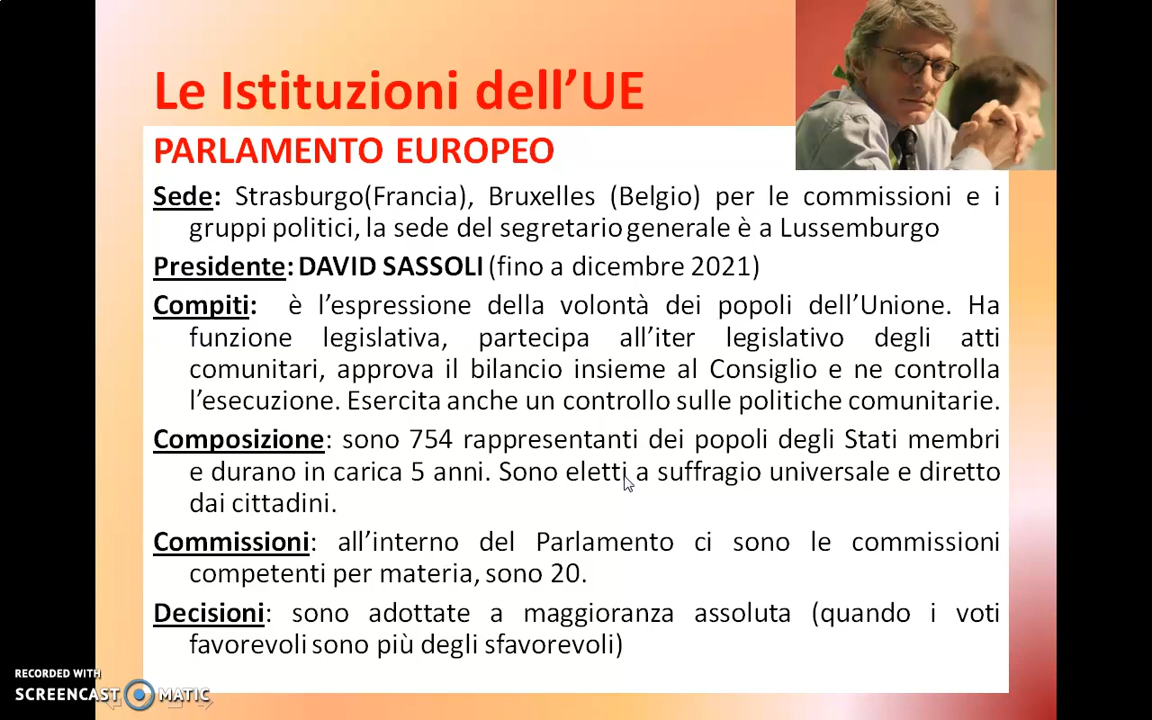 Le Istituzioni dell’UE
PARLAMENTO EUROPEO
Sede: Strasburgo(Francia), Bruxelles (Belgio) per le commissioni e i
gruppi politici, la sede del segretario generale è a Lussemburgo
Presidente: DAVID SASSOLI (fino a dicembre 2021)
Compiti: è l’espressione della volontà dei popoli dell’Unione. Ha
funzione legislativa, partecipa all’iter legislativo degli atti
comunitari, approva il bilancio insieme al Consiglio e ne controlla
l’esecuzione. Esercita anche un controllo sulle politiche comunitarie.
Composizione: sono 754 rappresentanti dei popoli degli Stati membri
e durano in carica 5 anni. Sono eletti a suffragio universale e diretto
dai cittadini.
Commissioni: all’interno del Parlamento ci sono le commissioni
competenti per materia, sono 20.
Decisioni: sono adottate a maggioranza assoluta (quando i voti
favorevoli sono più degli sfavorevoli)
RECORDED WITH
SCREENCAST MATIC